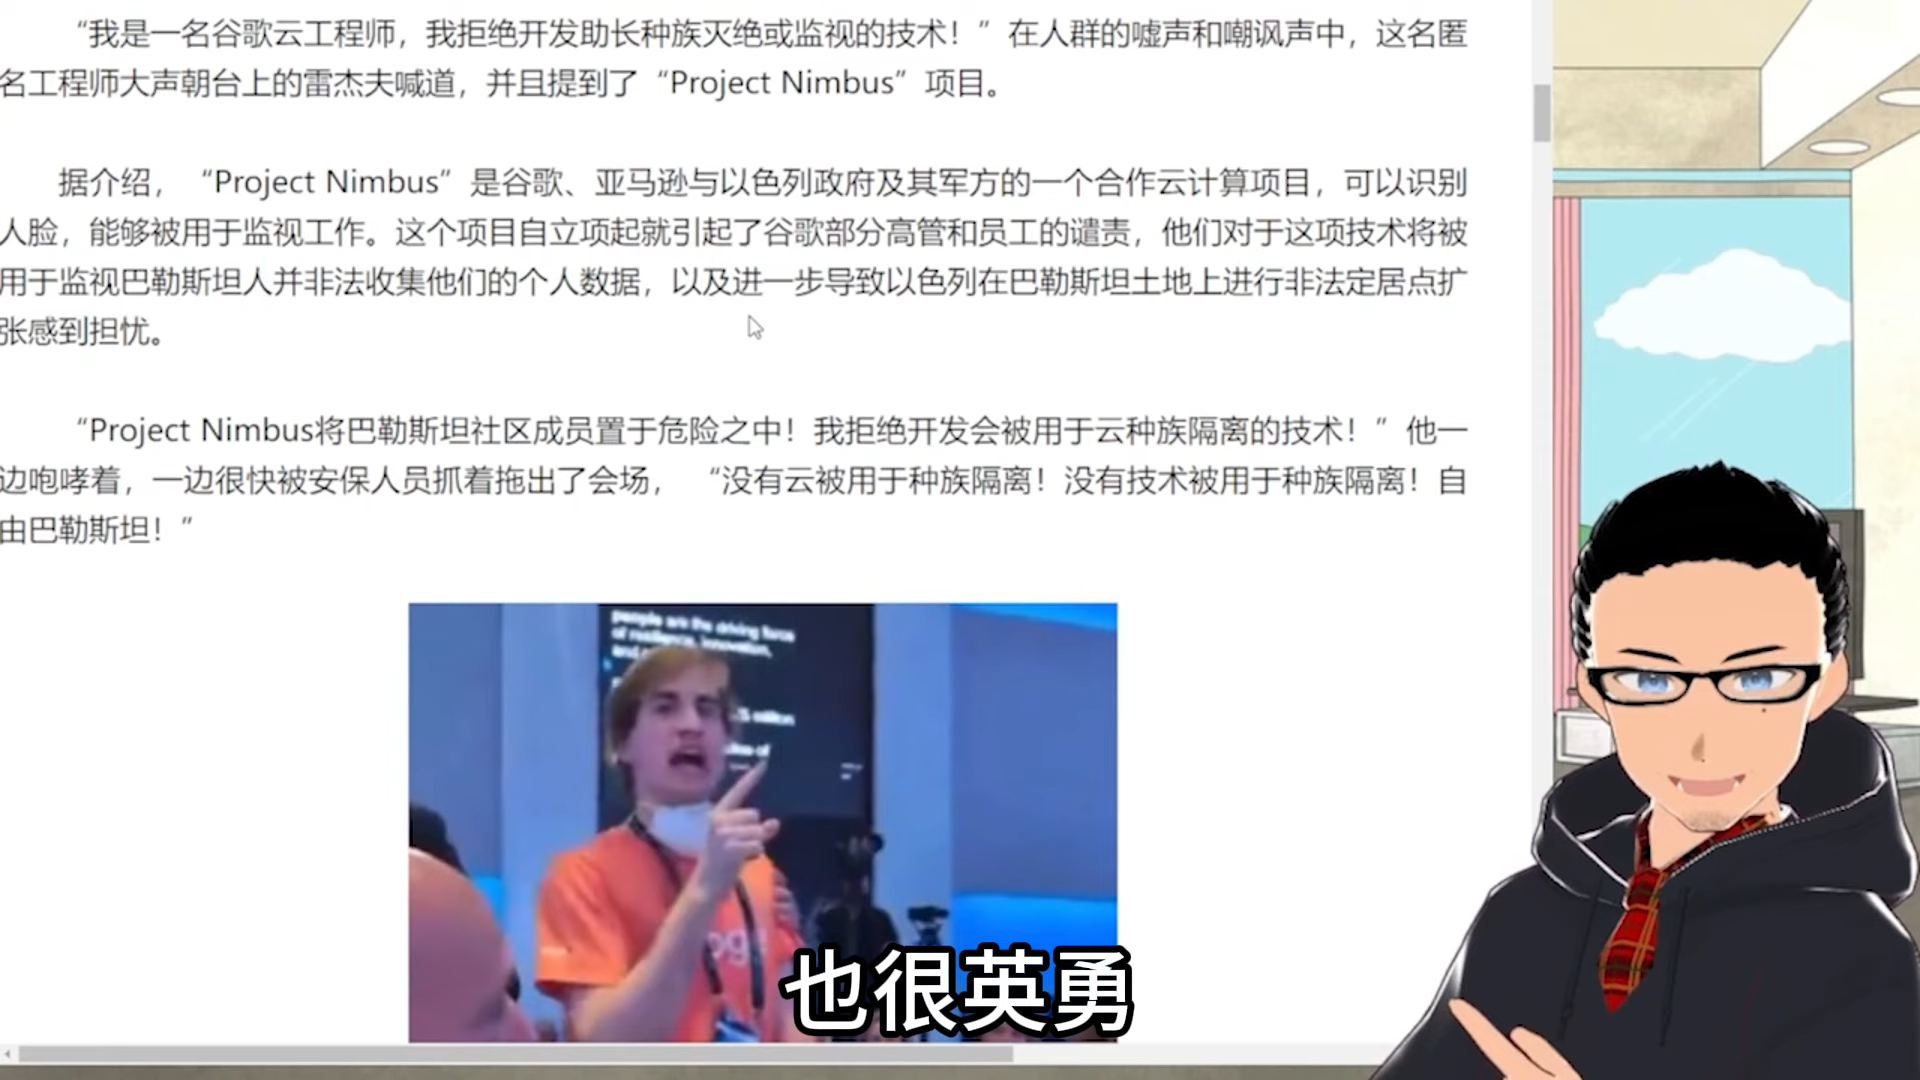 “我是一名谷歌云工程师，我拒绝开发助长种族灭绝或监视的技术！”在人群的嘘声和嘲讽声中，这名匿
名工程师大声朝台上的雷杰夫喊道，并且提到了“Project Nimbus”项目。
据介绍，“Project Nimbus”是谷歌、亚马逊与以色列政府及其军方的一个合作云计算项目，可以识别
人脸，能够被用于监视工作。这个项目自立项起就引起了谷歌部分高管和员工的谴责，他们对于这项技术将被
用于监视巴勒斯坦人并非法收集他们的个人数据，以及进一步导致以色列在巴勒斯坦土地上进行非法定居点扩
张感到担忧。
“Project Nimbus将巴勒斯坦社区成员置于危险之中！我拒绝开发会被用于云种族隔离的技术！”他一
边咆哮着，一边很快被安保人员抓着拖出了会场，“没有云被用于种族隔离！没有技术被用于种族隔离！自
由巴勒斯坦！”
people are the driving force
of resilience, innovation,
and
million
og
也很英勇